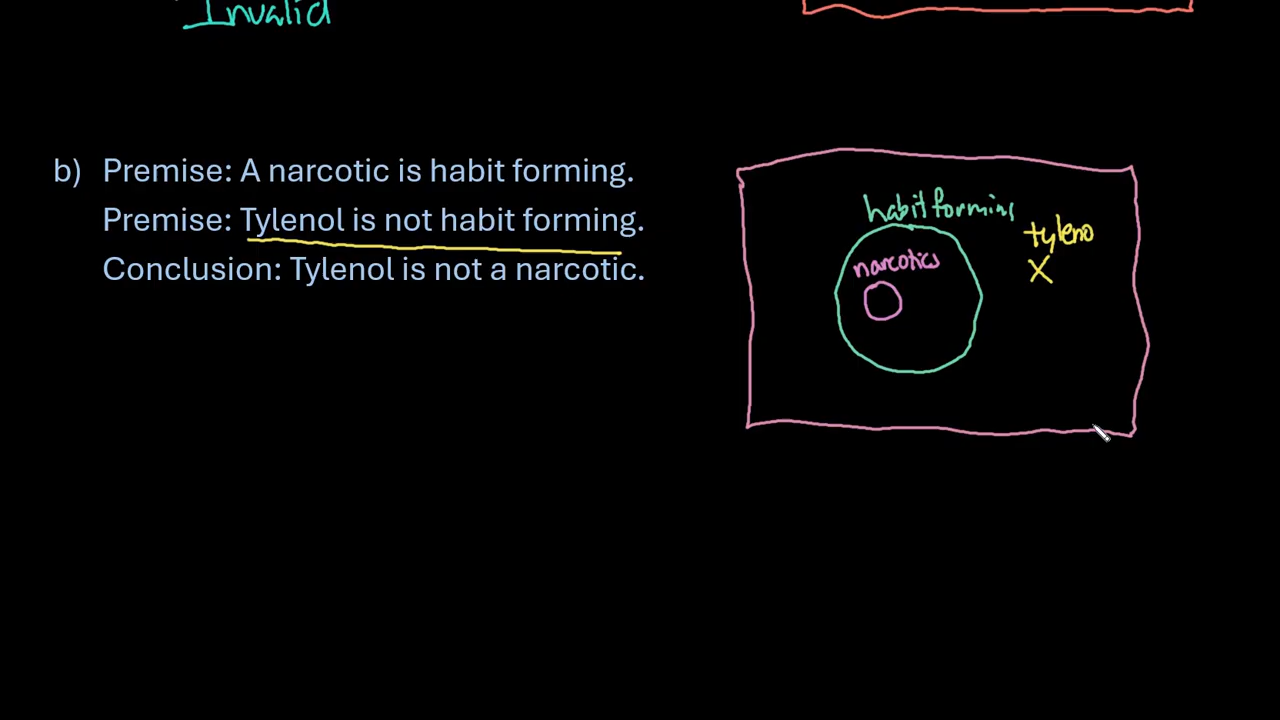 Invalid
b) Premise: A narcotic is habit forming.
Premise: Tylenol is not habit forming.
Conclusion: Tylenol is not a narcotic.
habit forming
tyleno
X
narcotics